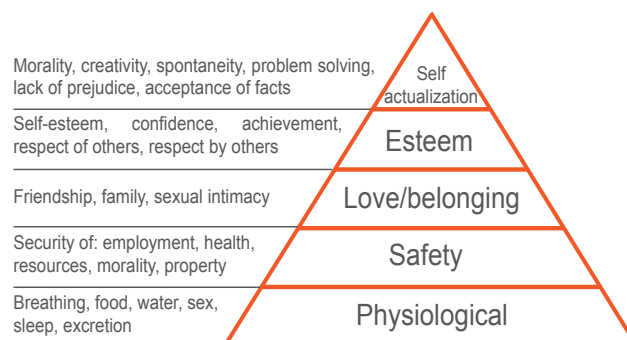 Morality, creativity, spontaneity, problem solving,
lack of prejudice, acceptance of facts
Self
actualization
Self-esteem, confidence, achievement,
respect of others, respect by others
Esteem
Friendship, family, sexual intimacy
Love/belonging
Security of: employment, health,
resources, morality, property
Safety
Breathing, food, water, sex,
sleep, excretion
Physiological